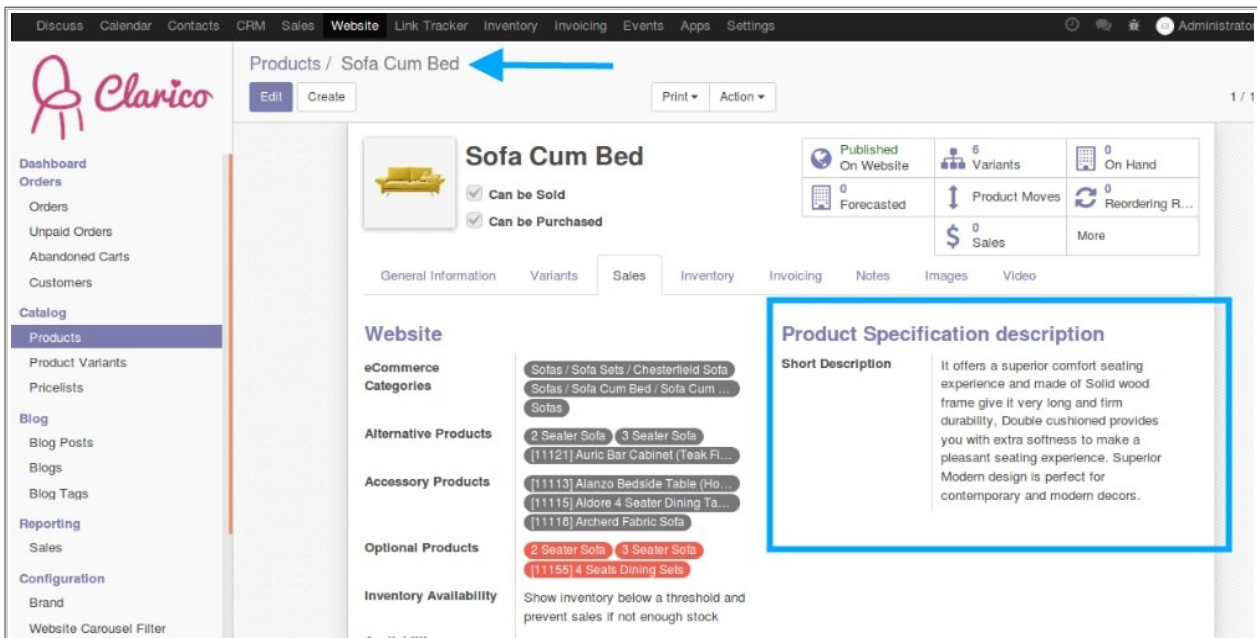 Discuss Calendar Contacts CRM Sales Website Link Tracker Inventory Invoicing Events Apps Settings Administrator
Clarico
Products / Sofa Cum Bed
Edit Create Print Action 1 / 1
Dashboard
Orders
Orders
Unpaid Orders
Abandoned Carts
Customers
Catalog
Products
Product Variants
Pricelists
Blog
Blog Posts
Blogs
Blog Tags
Reporting
Sales
Configuration
Brand
Website Carousel Filter
Sofa Cum Bed
Can be Sold
Can be Purchased
Published
On Website
6
Variants
0
On Hand
0
Forecasted
Product Moves
0
Reordering R...
0
Sales
More
General Information Variants Sales Inventory Invoicing Notes Images Video
Website
eCommerce
Categories
Sofas / Sofa Sets / Chesterfield Sofa
Sofas / Sofa Cum Bed / Sofa Cum ...
Sofas
Alternative Products
2 Seater Sofa 3 Seater Sofa
[11121] Auric Bar Cabinet (Teak Fi...
Accessory Products
[11113] Alanzo Bedside Table (Ho...
[11115] Aldore 4 Seater Dining Ta...
[11118] Archerd Fabric Sofa
Optional Products
2 Seater Sofa 3 Seater Sofa
[11155] 4 Seats Dining Sets
Inventory Availability
Show inventory below a threshold and
prevent sales if not enough stock
Product Specification description
Short Description
It offers a superior comfort seating
experience and made of Solid wood
frame give it very long and firm
durability, Double cushioned provides
you with extra softness to make a
pleasant seating experience. Superior
Modern design is perfect for
contemporary and modern decors.